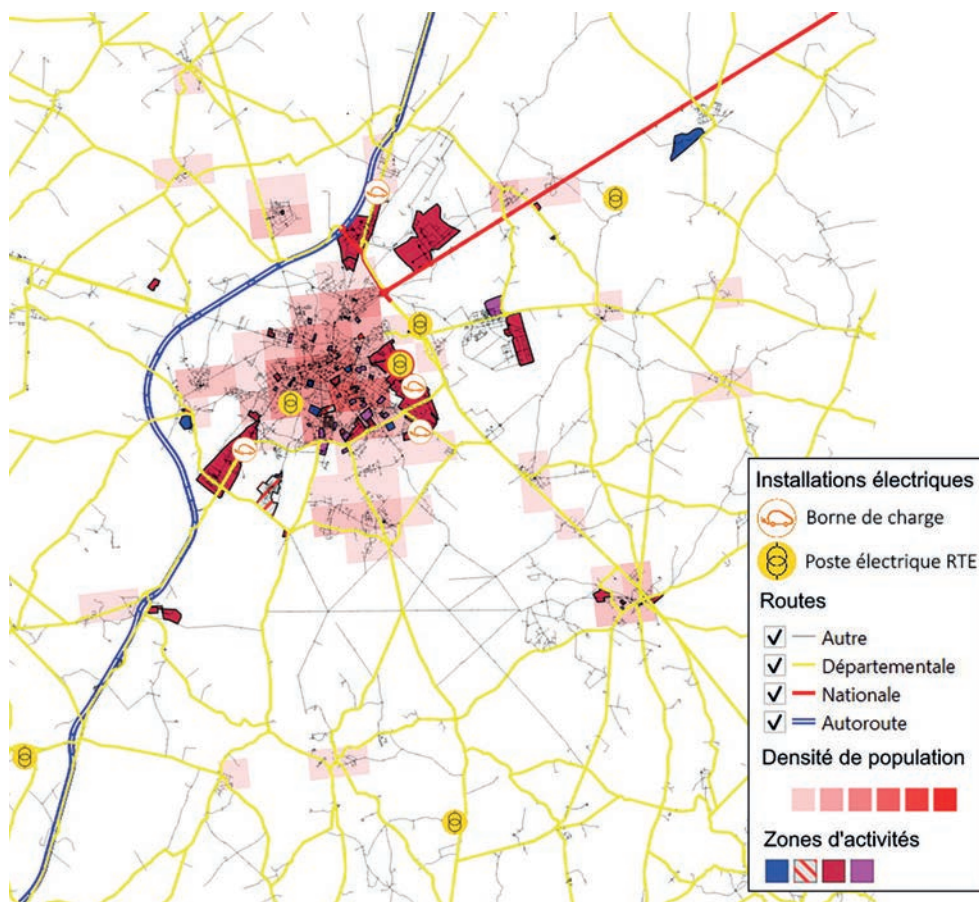 Installations électriques
Borne de charge
Poste électrique RTE
Routes
Autre
Départementale
Nationale
Autoroute
Densité de population
Zones d'activités